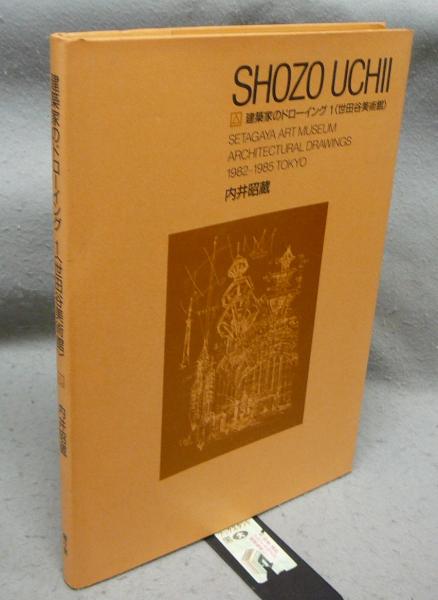 SHOZO UCHII
建築家のドローイング 1〈世田谷美術館〉
SETAGAYA ART MUSEUM
ARCHITECTURAL DRAWINGS
1982-1985 TOKYO
内井昭蔵
建築家のドローイング 1〈世田谷美術館〉
内井昭蔵